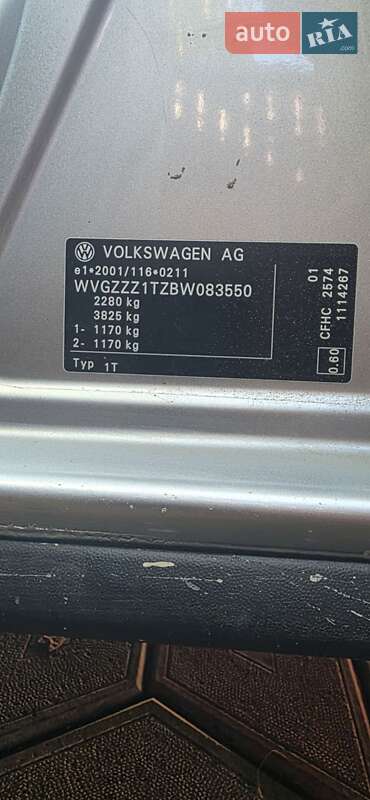 auto RIA.com
VOLKSWAGEN AG
e1*2001/116*0211
WVGZZZ1TZBW083550
2280 kg
3825 kg
1- 1170 kg
2- 1170 kg
Typ 1T
01
CFHC 2574
1114267
0.60